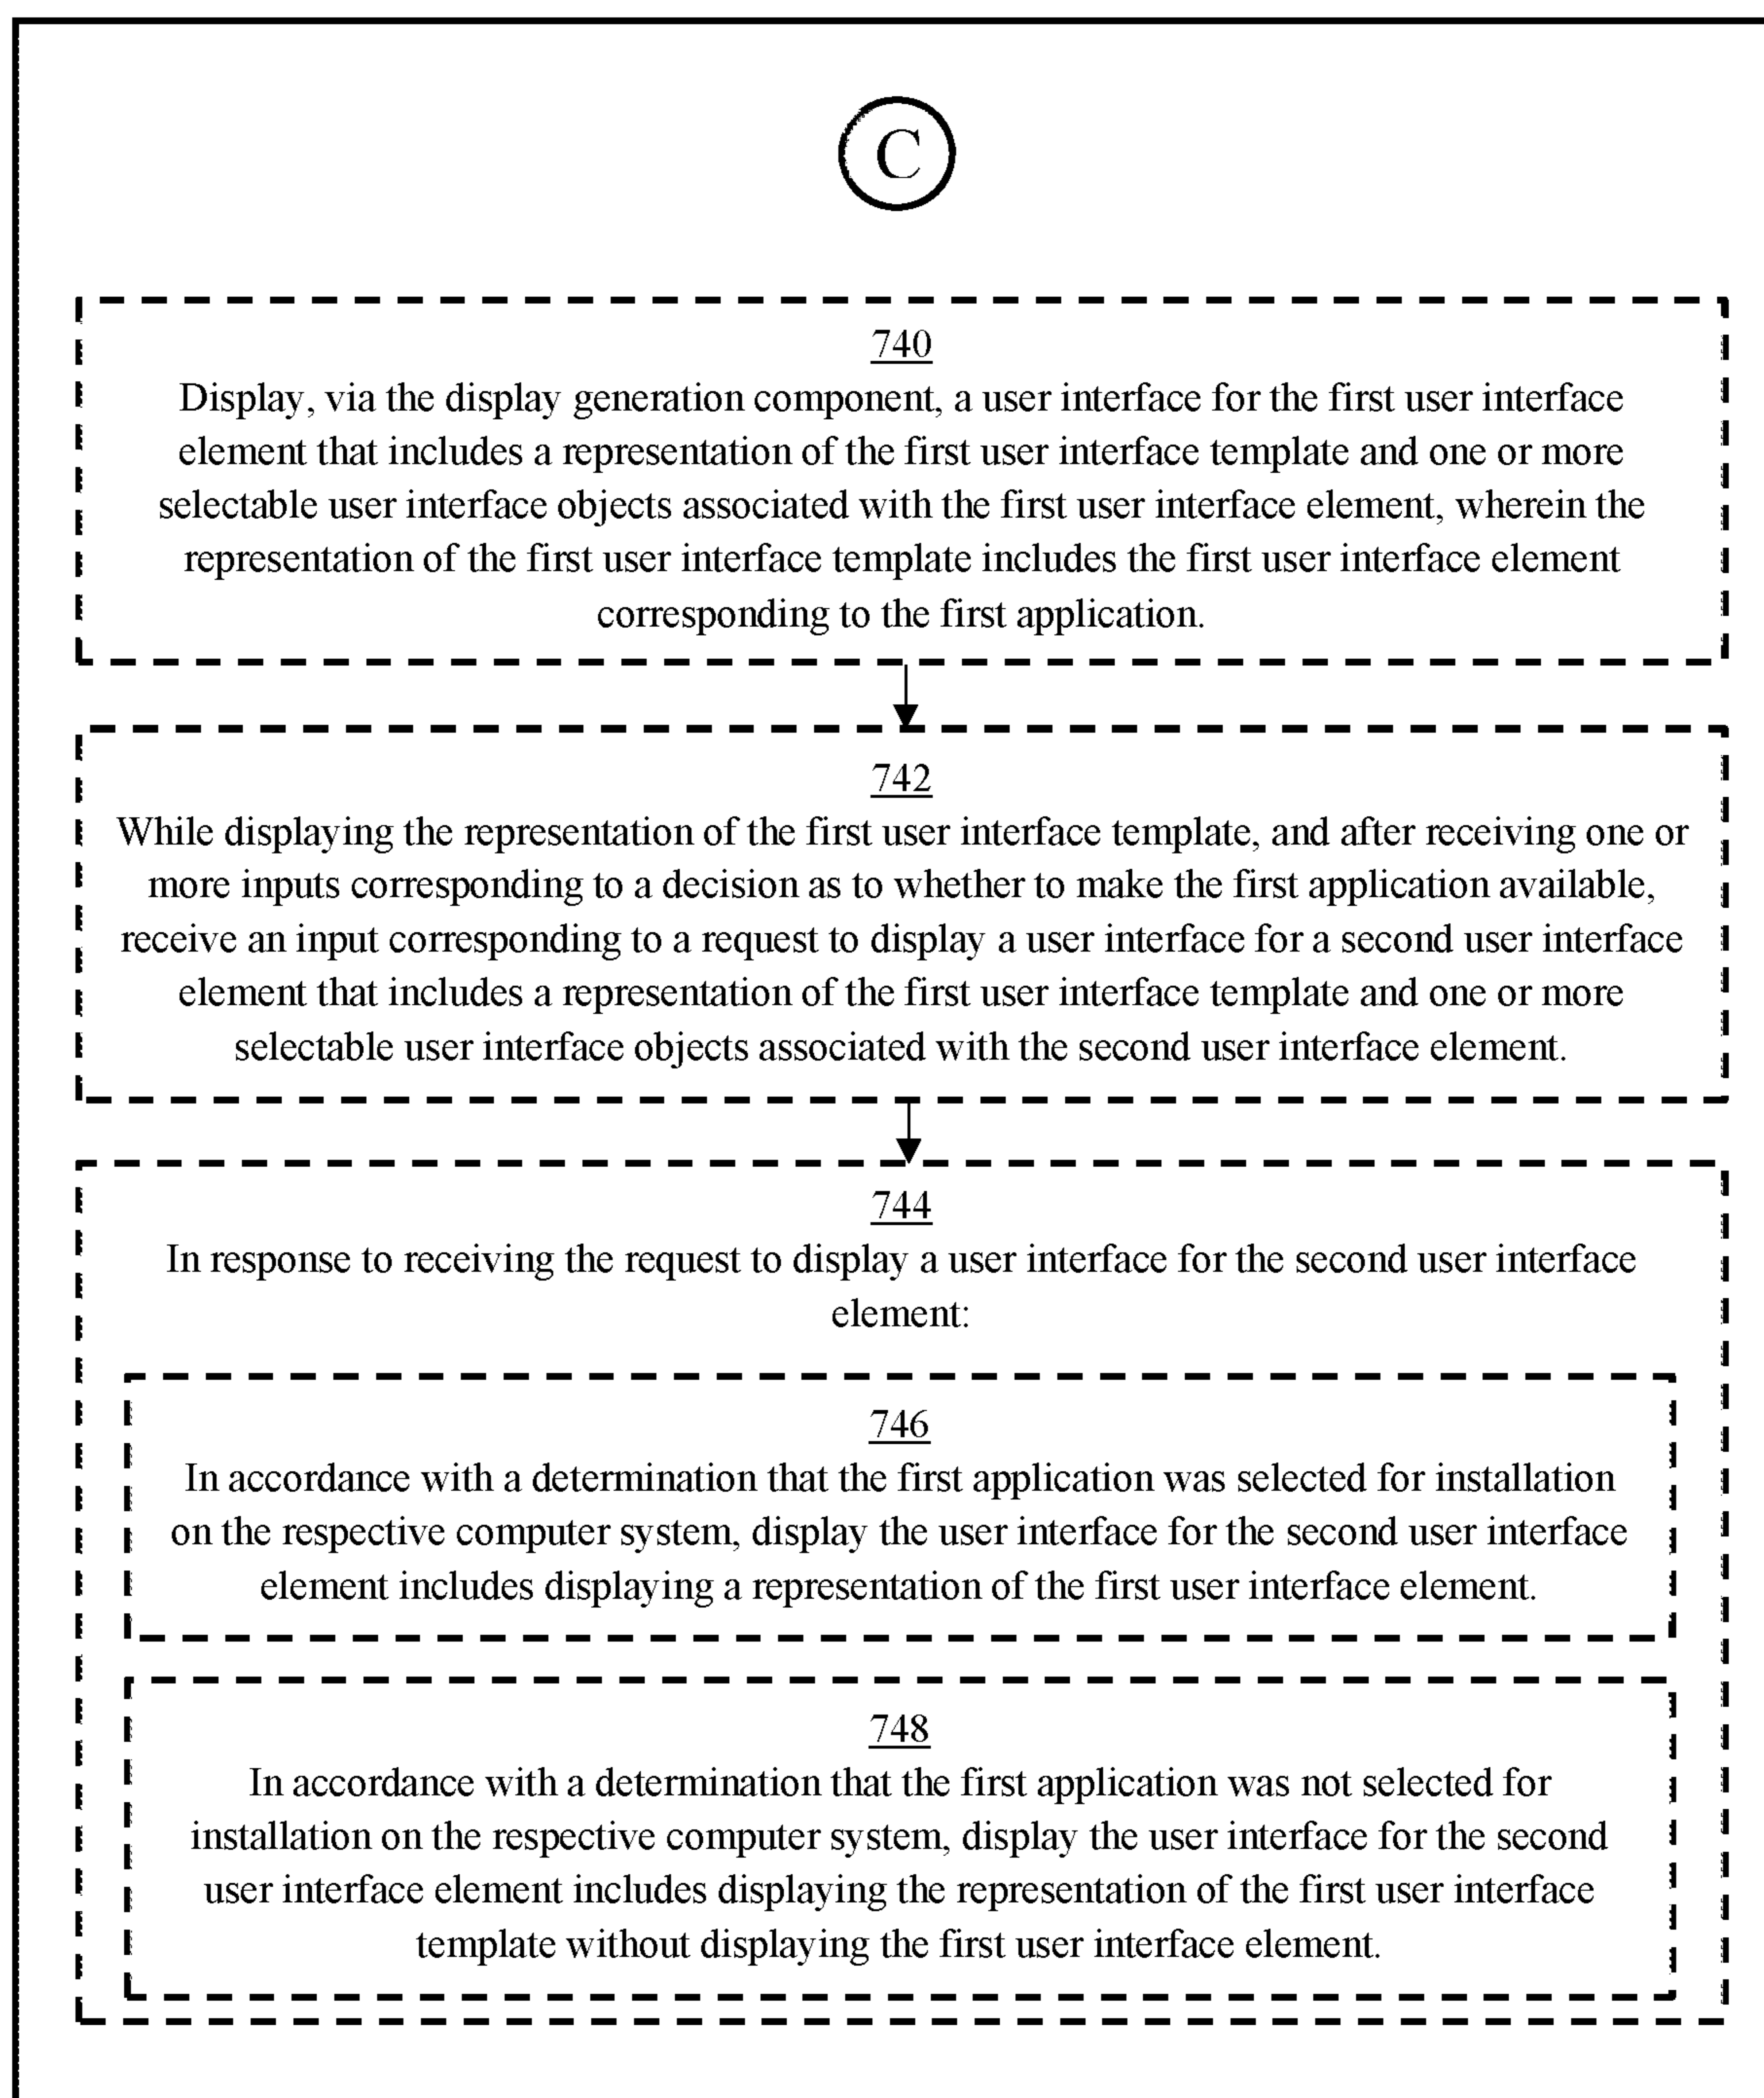 C
740
Display, via the display generation component, a user interface for the first user interface
element that includes a representation of the first user interface template and one or more
selectable user interface objects associated with the first user interface element, wherein the
representation of the first user interface template includes the first user interface element
corresponding to the first application.
742
While displaying the representation of the first user interface template, and after receiving one or
more inputs corresponding to a decision as to whether to make the first application available,
receive an input corresponding to a request to display a user interface for a second user interface
element that includes a representation of the first user interface template and one or more
selectable user interface objects associated with the second user interface element.
744
In response to receiving the request to display a user interface for the second user interface
element:
746
In accordance with a determination that the first application was selected for installation
on the respective computer system, display the user interface for the second user interface
element includes displaying a representation of the first user interface element.
748
In accordance with a determination that the first application was not selected for
installation on the respective computer system, display the user interface for the second
user interface element includes displaying the representation of the first user interface
template without displaying the first user interface element.